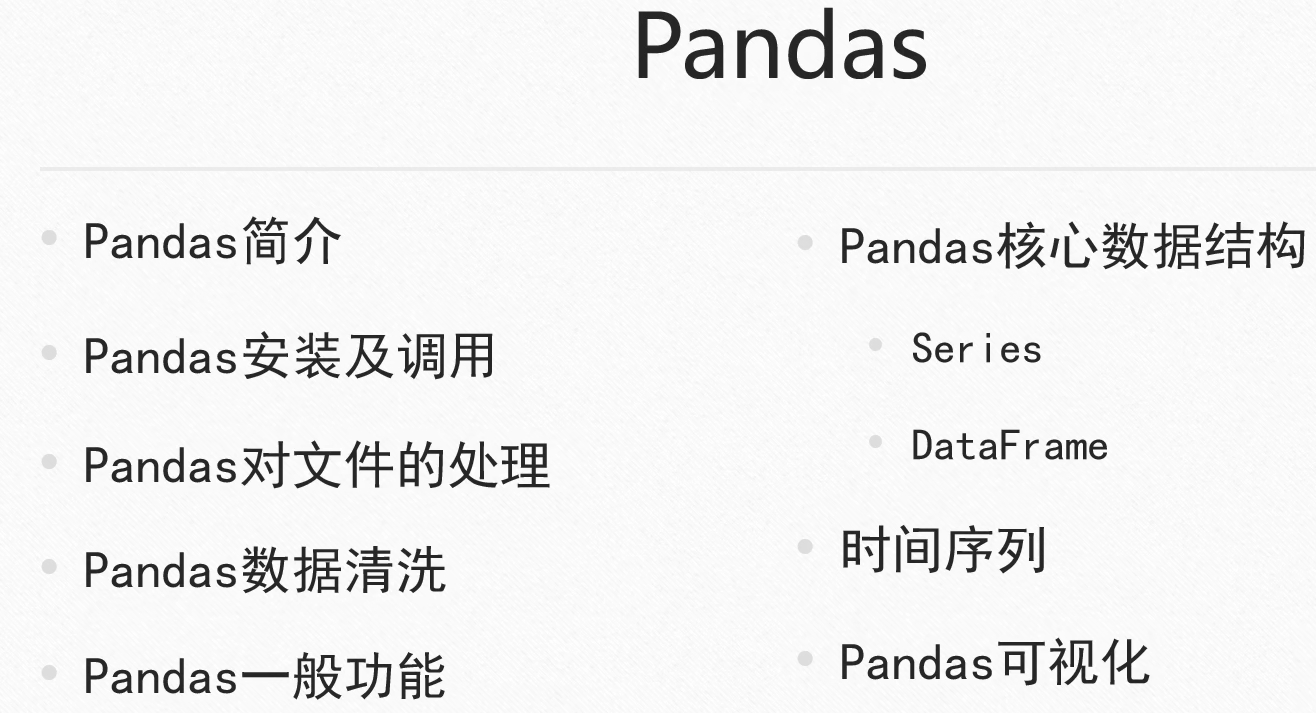 Pandas
Pandas简介
Pandas安装及调用
Pandas对文件的处理
Pandas数据清洗
Pandas一般功能
Pandas核心数据结构
Series
DataFrame
时间序列
Pandas可视化